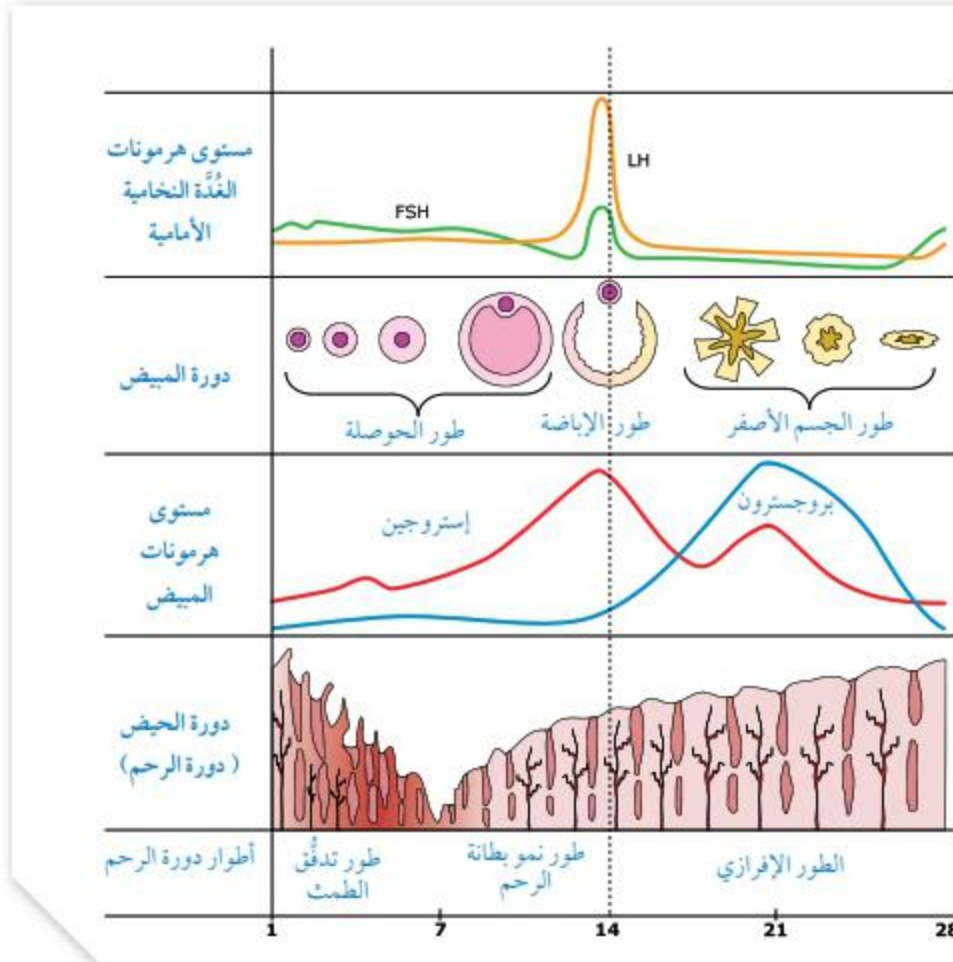 مستوى هرمونات
الغُدَّة النخامية
الأمامية
FSH
LH
دورة المبيض
طور الحوصلة
طور الإباضة
طور الجسم الأصفر
مستوى
هرمونات
المبيض
إستروجين
بروجسترون
دورة الحيض
(دورة الرحم)
أطوار دورة الرحم
طور تدفُّق
الطمث
طور نمو بطانة
الرحم
الطور الإفرازي
1 7 14 21 28